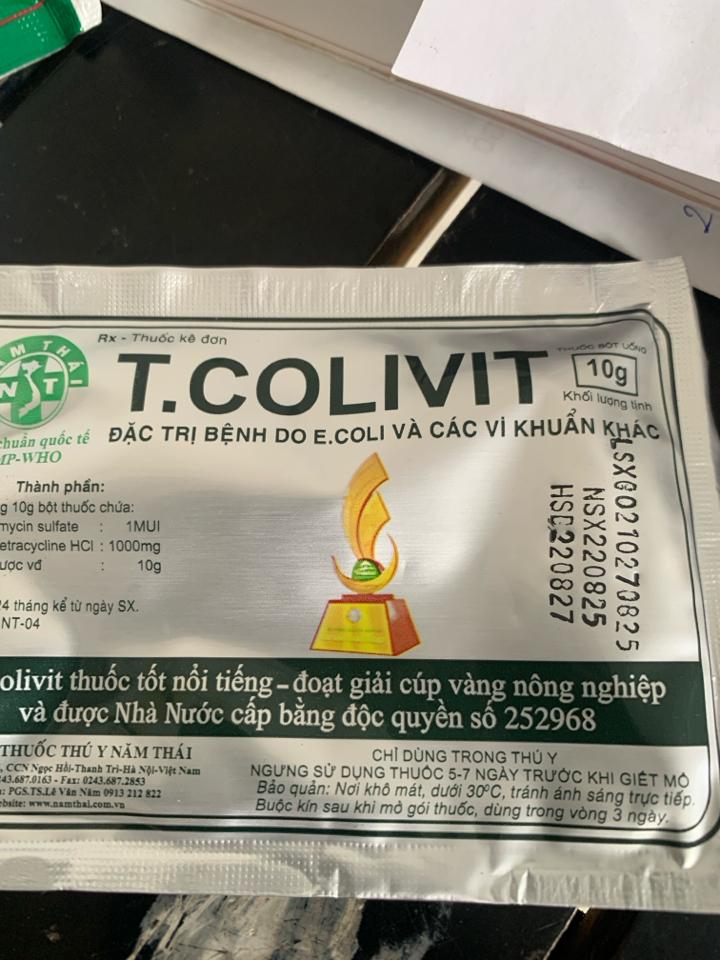 Rx - Thuốc kê đơn
T.COLIVIT
THUỐC BỘT UỐNG
10g
Khối lượng tịnh
NT
chuẩn quốc tế
MP-WHO
ĐẶC TRỊ BỆNH DO E.COLI VÀ CÁC VI KHUẨN KHÁC
Thành phần:
g 10g bột thuốc chứa:
mycin sulfate : 1MUI
etracycline HCl : 1000mg
ược vđ : 10g
24 tháng kể từ ngày SX.
NT-04
LSX00210270825
NSX220825
HSD220827
olivit thuốc tốt nổi tiếng – đoạt giải cúp vàng nông nghiệp
và được Nhà Nước cấp bằng độc quyền số 252968
THUỐC THÚ Y NĂM THÁI
, CCN Ngọc Hồi-Thanh Trì-Hà Nội-Việt Nam
243.687.0163 - Fax: 0243.687.2853
: PGS.TS.Lê Văn Năm 0913 212 822
ebsite: www.namthai.com.vn
CHỈ DÙNG TRONG THÚ Y
NGƯNG SỬ DỤNG THUỐC 5-7 NGÀY TRƯỚC KHI GIẾT MỔ
Bảo quản: Nơi khô mát, dưới 30ºC, tránh ánh sáng trực tiếp.
Buộc kín sau khi mở gói thuốc, dùng trong vòng 3 ngày.
2